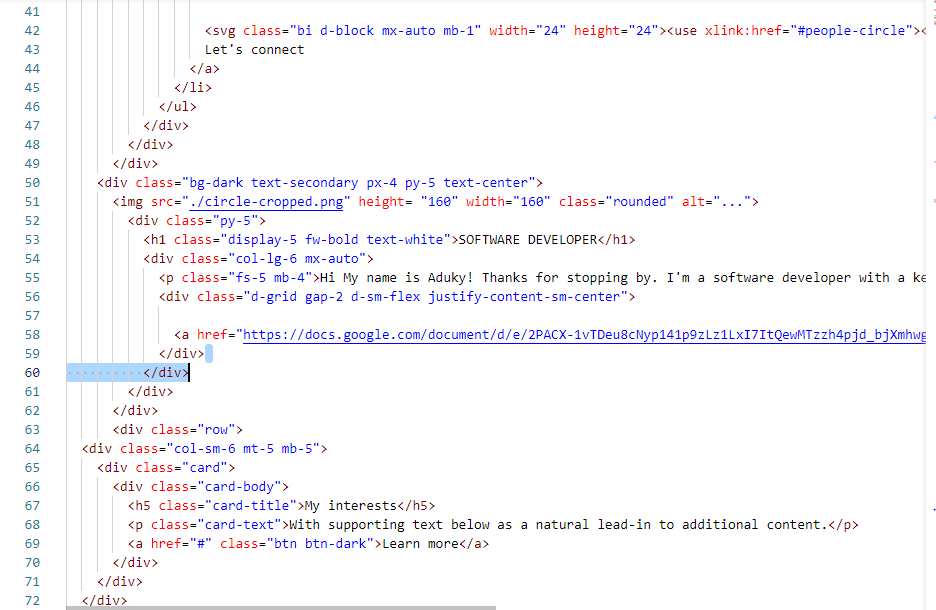 41
42 <svg class="bi d-block mx-auto mb-1" width="24" height="24"><use xlink:href="#people-circle"><
43 Let's connect
44 </a>
45 </li>
46 </ul>
47 </div>
48 </div>
49 </div>
50 <div class="bg-dark text-secondary px-4 py-5 text-center">
51 <img src="./circle-cropped.png" height= "160" width="160" class="rounded" alt="...">
52 <div class="py-5">
53 <h1 class="display-5 fw-bold text-white">SOFTWARE DEVELOPER</h1>
54 <div class="col-lg-6 mx-auto">
55 <p class="fs-5 mb-4">Hi My name is Aduky! Thanks for stopping by. I'm a software developer with a ke
56 <div class="d-grid gap-2 d-sm-flex justify-content-sm-center">
57
58 <a href="https://docs.google.com/document/d/e/2PACX-1vTDeu8cNyp141p9zLz1LxI7ItQewMTzzh4pjd_bjXmhwg
59 </div>
60 </div>
61 </div>
62 </div>
63 <div class="row">
64 <div class="col-sm-6 mt-5 mb-5">
65 <div class="card">
66 <div class="card-body">
67 <h5 class="card-title">My interests</h5>
68 <p class="card-text">With supporting text below as a natural lead-in to additional content.</p>
69 <a href="#" class="btn btn-dark">Learn more</a>
70 </div>
71 </div>
72 </div>